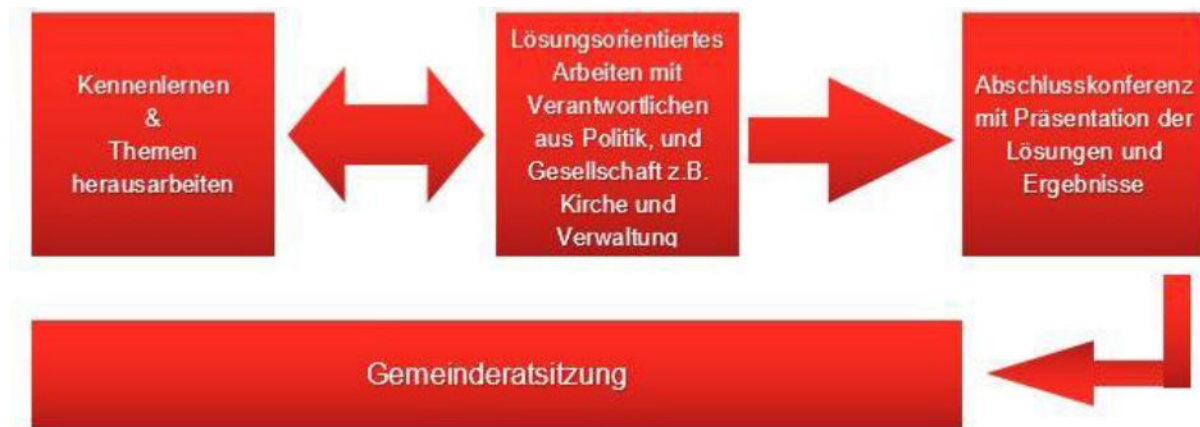 Kennenlernen
&
Themen
herausarbeiten
Lösungsorientiertes
Arbeiten mit
Verantwortlichen
aus Politik, und
Gesellschaft z.B.
Kirche und
Verwaltung
Abschlusskonferenz
mit Präsentation der
Lösungen und
Ergebnisse
Gemeinderatsitzung